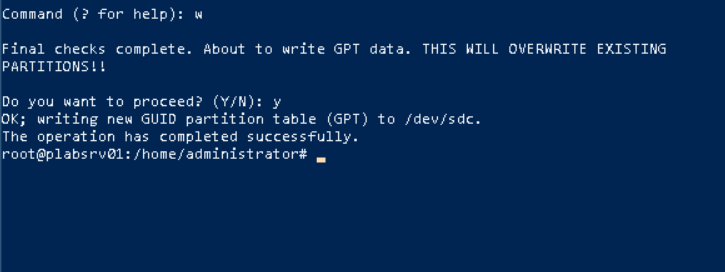 Command (? for help): w
Final checks complete. About to write GPT data. THIS WILL OVERWRITE EXISTING
PARTITIONS!!
Do you want to proceed? (Y/N): y
OK; writing new GUID partition table (GPT) to /dev/sdc.
The operation has completed successfully.
root@plabsrv01:/home/administrator#